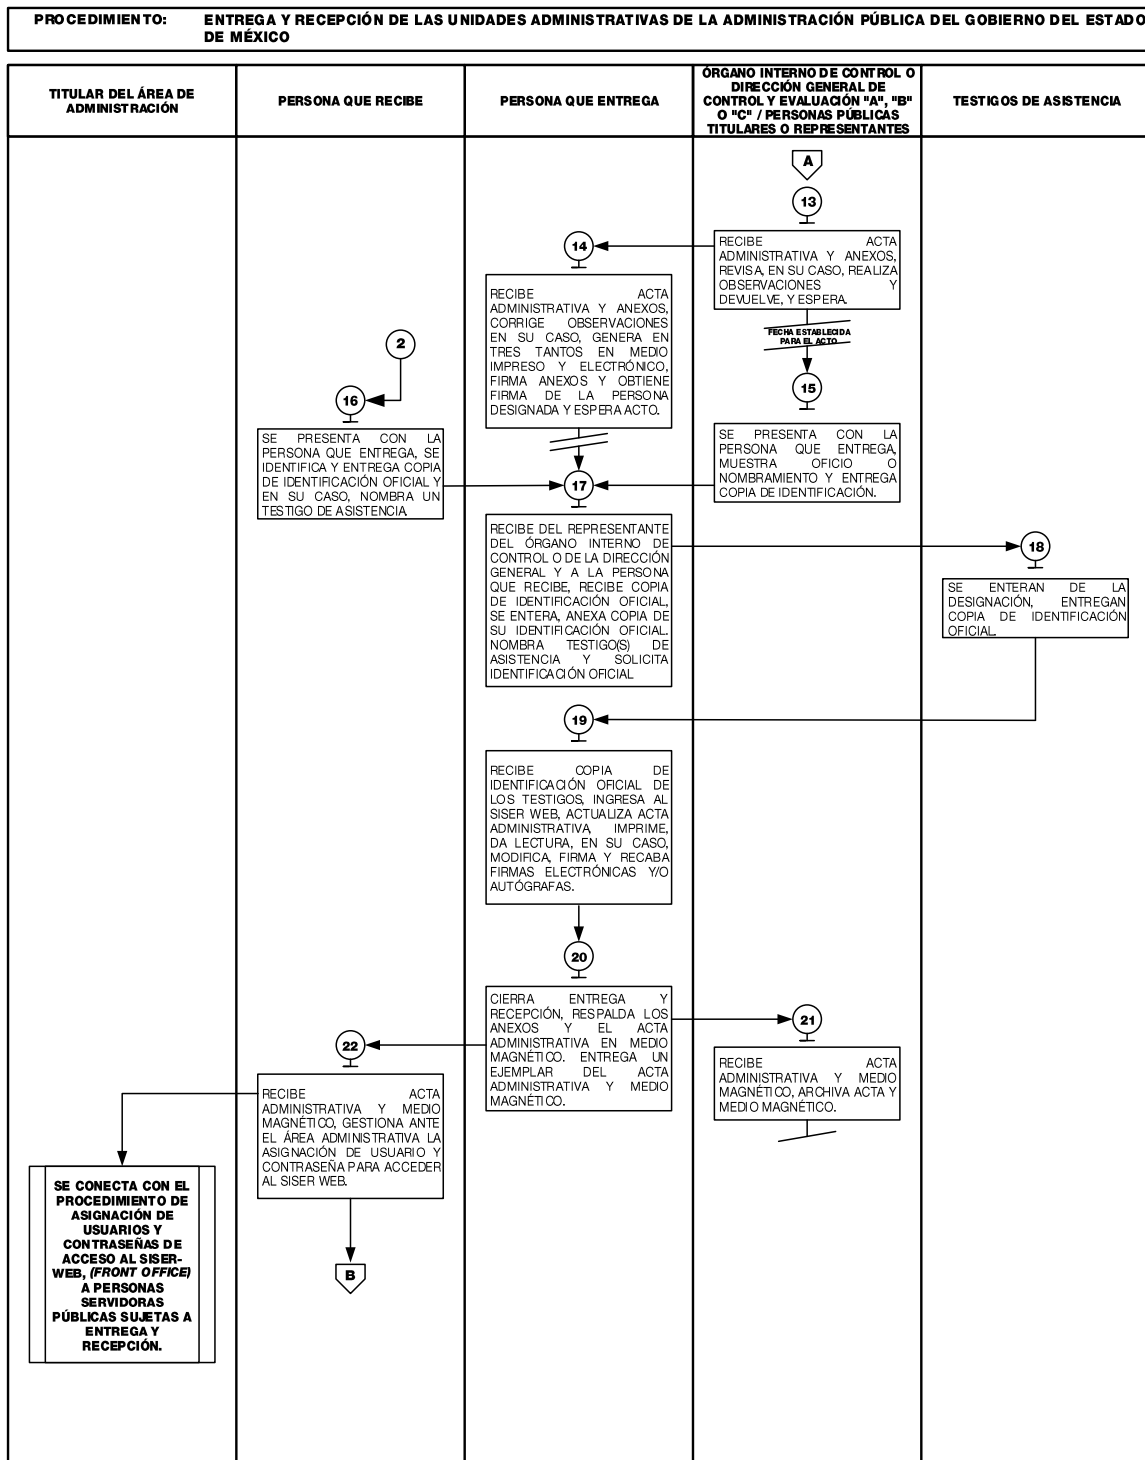 PROCEDIMIENTO: ENTREGA Y RECEPCIÓN DE LAS UNIDADES ADMINISTRATIVAS DE LA ADMINISTRACIÓN PÚBLICA DEL GOBIERNO DEL ESTADO
DE MÉXICO
TITULAR DEL ÁREA DE
ADMINISTRACIÓN
PERSONA QUE RECIBE
PERSONA QUE ENTREGA
ÓRGANO INTERNO DE CONTROL O
DIRECCIÓN GENERAL DE
CONTROL Y EVALUACIÓN "A", "B"
O "C" / PERSONAS PÚBLICAS
TITULARES O REPRESENTANTES
TESTIGOS DE ASISTENCIA
A
13
RECIBE ACTA
ADMINISTRATIVA Y ANEXOS,
REVISA, EN SU CASO, REALIZA
OBSERVACIONES Y
DEVUELVE, Y ESPERA.
14
RECIBE ACTA
ADMINISTRATIVA Y ANEXOS,
CORRIGE OBSERVACIONES
EN SU CASO, GENERA EN
TRES TANTOS EN MEDIO
IMPRESO Y ELECTRÓNICO,
FIRMA ANEXOS Y OBTIENE
FIRMA DE LA PERSONA
DESIGNADA Y ESPERA ACTO.
FECHA ESTABLECIDA
PARA EL ACTO
15
SE PRESENTA CON LA
PERSONA QUE ENTREGA,
MUESTRA OFICIO O
NOMBRAMIENTO Y ENTREGA
COPIA DE IDENTIFICACIÓN.
2
16
SE PRESENTA CON LA
PERSONA QUE ENTREGA, SE
IDENTIFICA Y ENTREGA COPIA
DE IDENTIFICACIÓN OFICIAL Y
EN SU CASO, NOMBRA UN
TESTIGO DE ASISTENCIA.
17
RECIBE DEL REPRESENTANTE
DEL ÓRGANO INTERNO DE
CONTROL O DE LA DIRECCIÓN
GENERAL Y A LA PERSONA
QUE RECIBE, RECIBE COPIA
DE IDENTIFICACIÓN OFICIAL,
SE ENTERA, ANEXA COPIA DE
SU IDENTIFICACIÓN OFICIAL.
NOMBRA TESTIGO(S) DE
ASISTENCIA Y SOLICITA
IDENTIFICACIÓN OFICIAL
18
SE ENTERAN DE LA
DESIGNACIÓN, ENTREGAN
COPIA DE IDENTIFICACIÓN
OFICIAL.
19
RECIBE COPIA DE
IDENTIFICACIÓN OFICIAL DE
LOS TESTIGOS, INGRESA AL
SISER WEB, ACTUALIZA ACTA
ADMINISTRATIVA, IMPRIME,
DA LECTURA, EN SU CASO,
MODIFICA, FIRMA Y RECABA
FIRMAS ELECTRÓNICAS Y/O
AUTÓGRAFAS.
20
CIERRA ENTREGA Y
RECEPCIÓN, RESPALDA LOS
ANEXOS Y EL ACTA
ADMINISTRATIVA EN MEDIO
MAGNÉTICO. ENTREGA UN
EJEMPLAR DEL ACTA
ADMINISTRATIVA Y MEDIO
MAGNÉTICO.
21
RECIBE ACTA
ADMINISTRATIVA Y MEDIO
MAGNÉTICO, ARCHIVA ACTA Y
MEDIO MAGNÉTICO.
22
RECIBE ACTA
ADMINISTRATIVA Y MEDIO
MAGNÉTICO, GESTIONA ANTE
EL ÁREA ADMINISTRATIVA LA
ASIGNACIÓN DE USUARIO Y
CONTRASEÑA PARA ACCEDER
AL SISER WEB.
SE CONECTA CON EL
PROCEDIMIENTO DE
ASIGNACIÓN DE
USUARIOS Y
CONTRASEÑAS DE
ACCESO AL SISER-
WEB, (FRONT OFFICE)
A PERSONAS
SERVIDORAS
PÚBLICAS SUJETAS A
ENTREGA Y
RECEPCIÓN.
B